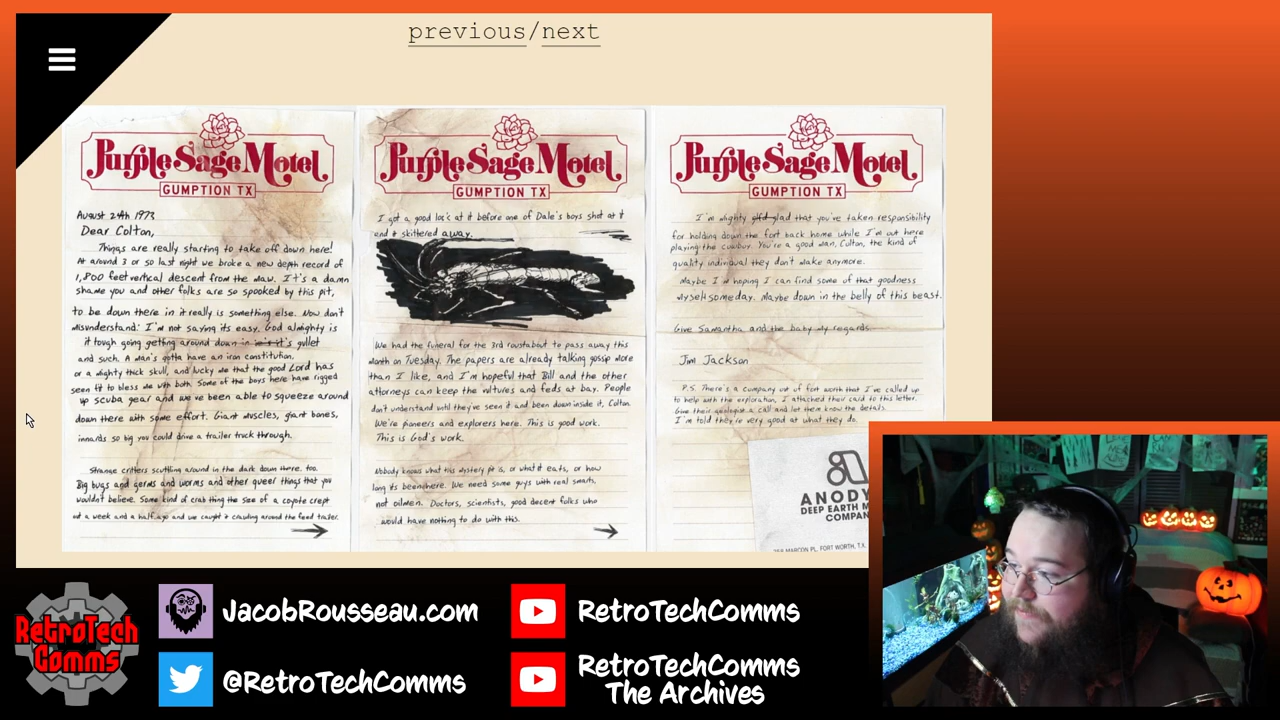 previous/next
Purple Sage Motel
GUMPTION TX
August 24th 1973
Dear Colton,
Things are really starting to take off down here!
At around 3 or so last night we broke a new depth record of
1,800 feet vertical descent from the maw. It's a damn
shame you and other folks are so spooked by this pit,
to be down there in it really is something else. Now don't
misunderstand: I'm not saying its easy. God almighty is
it tough going getting around down in it's gullet
and such. A man's gotta have an iron constitution,
or a mighty thick skull, and lucky me that the good Lord has
seen fit to bless me with both. Some of the boys here have rigged
up scuba gear and we've been able to squeeze around
down there with some effort. Giant muscles, giant bones,
innards so big you could drive a trailer truck through.
Strange critters scuttling around in the dark down there, too.
Big bugs and germs and worms and other queer things that you
wouldn't believe. Some kind of crab thing the size of a coyote crept
out a week and a half ago and we caught it crawling around the feed trailer.
Purple Sage Motel
GUMPTION TX
I got a good look at it before one of Dale's boys shot at it
and it skittered away.
We had the funeral for the 3rd roustabout to pass away this
month on Tuesday. The papers are already talking gossip more
than I like, and I'm hopeful that Bill and the other
attorneys can keep the vultures and feds at bay. People
don't understand until they've seen it and been down inside it, Colton
We're pioneers and explorers here. This is good work.
This is God's work.
Nobody knows what this mystery pit is, or what it eats, or how
long its been here. We need some guys with real smarts,
not oilmen. Doctors, scientists, good decent folks who
would have nothing to do with this.
Purple Sage Motel
GUMPTION TX
I'm mighty glad that you've taken responsibility
for holding down the fort back home while I'm out here
playing the cowboy. You're a good man, Colton, the kind of
quality individual they don't make anymore.
Maybe I'm hoping I can find some of that goodness
myself someday. Maybe down in the belly of this beast.
Give Samantha and the baby my regards
Jim Jackson
P.S. There's a company out of fort worth that I've called up
to help with the exploration, I attached they card to this letter.
Give their geologist a call and let them know the details.
I'm told they're very good at what they do.
ANODY
DEEP EARTH M
COMPAN
MARCON PL, FORT WORTH, T.X.
RetroTech
Comms
JacobRousseau.com
@RetroTechComms
RetroTechComms
RetroTechComms
The Archives